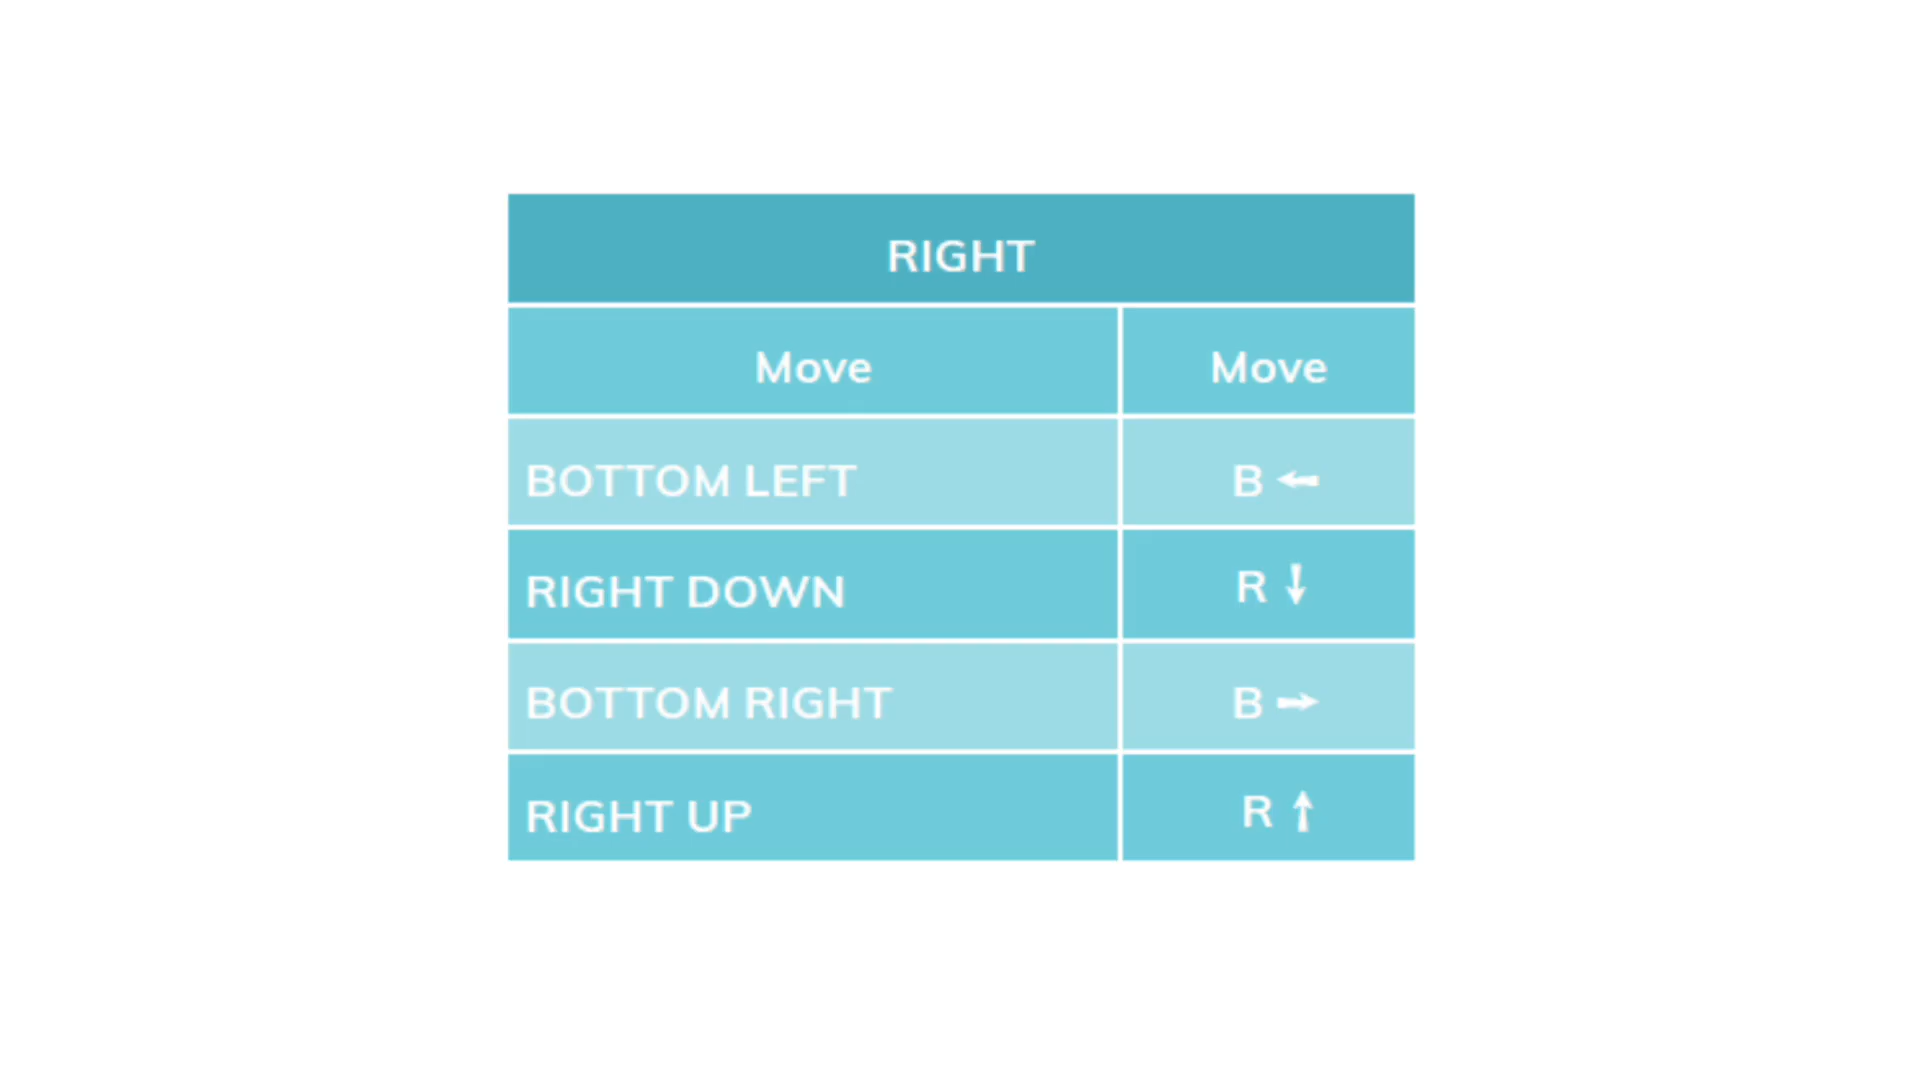 RIGHT
Move Move
BOTTOM LEFT B ←
RIGHT DOWN R ↓
BOTTOM RIGHT B →
RIGHT UP R ↑